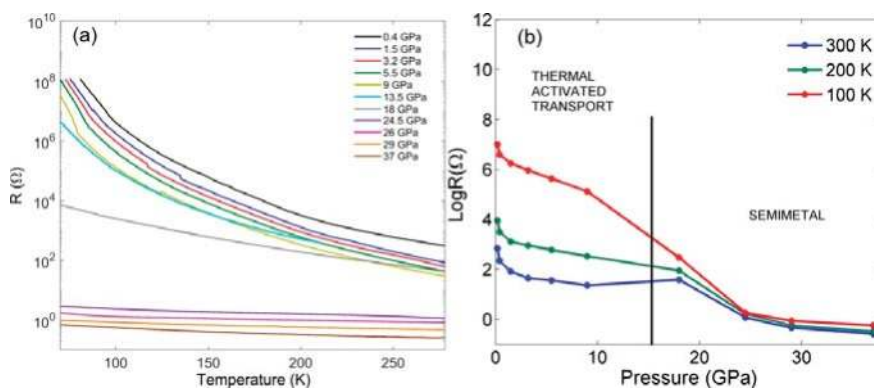 (a)
10^10
10^8
10^6
10^4
10^2
10^0
R (Ω)
100
150
200
250
Temperature (K)
0.4 GPa
1.5 GPa
3.2 GPa
5.5 GPa
9 GPa
13.5 GPa
18 GPa
24.5 GPa
26 GPa
29 GPa
37 GPa
(b)
12
10
8
6
4
2
0
LogR(Ω)
0
10
20
30
Pressure (GPa)
THERMAL
ACTIVATED
TRANSPORT
SEMIMETAL
300 K
200 K
100 K